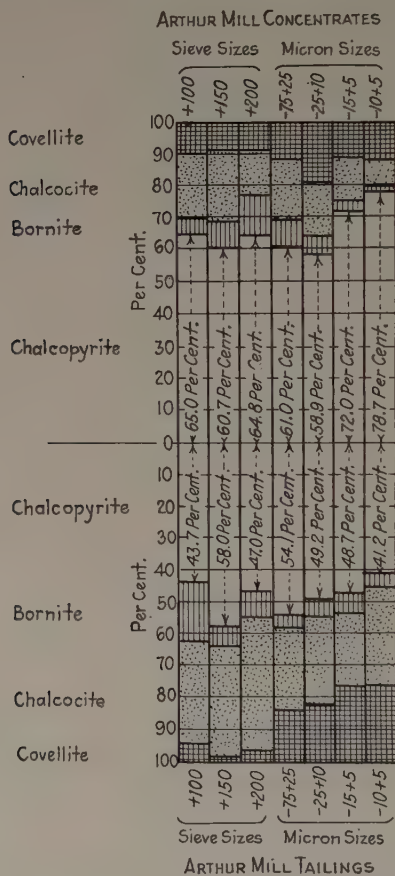 ARTHUR MILL CONCENTRATES
Sieve Sizes Micron Sizes
+100 +150 +200 -75+25 -25+10 -15+5 -10+5
Covellite
Chalcocite
Bornite
Chalcopyrite
Per Cent.
100
90
80
70
60
50
40
30
20
10
0
65.0 Per Cent.
60.7 Per Cent.
64.8 Per Cent.
61.0 Per Cent.
58.9 Per Cent.
72.0 Per Cent.
78.7 Per Cent.
43.7 Per Cent.
58.0 Per Cent.
47.0 Per Cent.
54.1 Per Cent.
49.2 Per Cent.
48.7 Per Cent.
41.2 Per Cent.
Chalcopyrite
Bornite
Chalcocite
Covellite
Per Cent.
10
20
30
40
50
60
70
80
90
100
+100 +150 +200 -75+25 -25+10 -15+5 -10+5
Sieve Sizes Micron Sizes
ARTHUR MILL TAILINGS